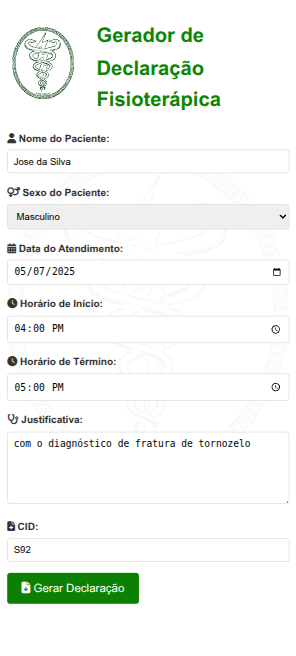 Gerador de
Declaração
Fisioterápica
Nome do Paciente:
Jose da Silva
Sexo do Paciente:
Masculino
Data do Atendimento:
05/07/2025
Horário de Início:
04:00 PM
Horário de Término:
05:00 PM
Justificativa:
com o diagnóstico de fratura de tornozelo
CID:
S92
Gerar Declaração